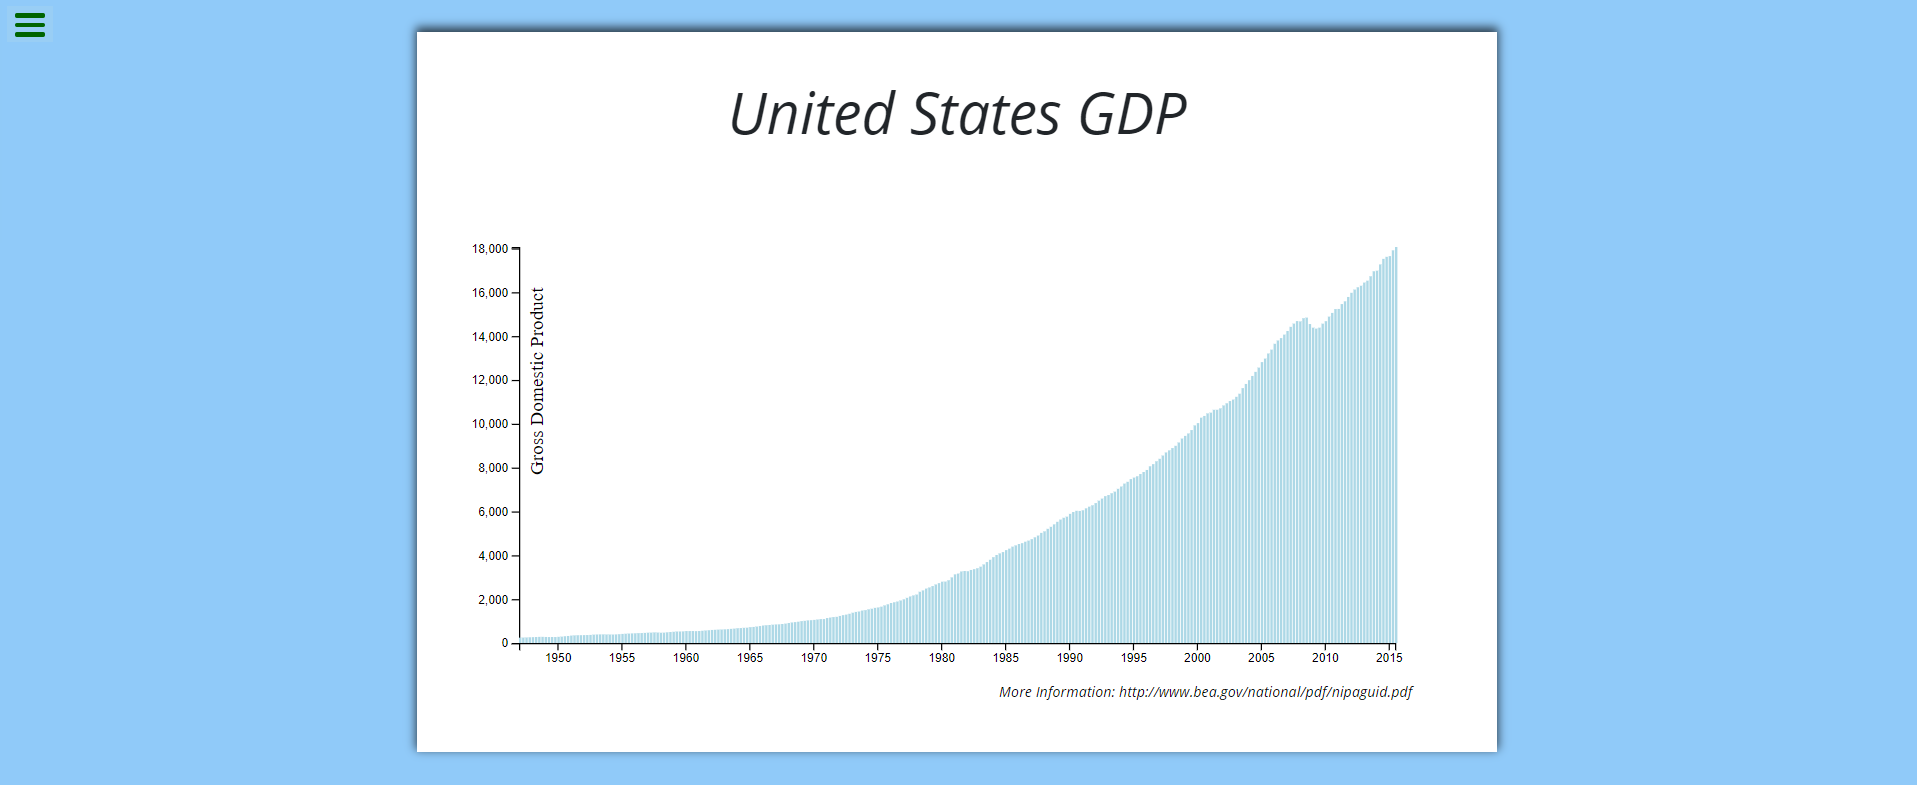 United States GDP
18,000
16,000
14,000
12,000
10,000
8,000
6,000
4,000
2,000
0
Gross Domestic Product
1950 1955 1960 1965 1970 1975 1980 1985 1990 1995 2000 2005 2010 2015
More Information: http://www.bea.gov/national/pdf/nipaguid.pdf